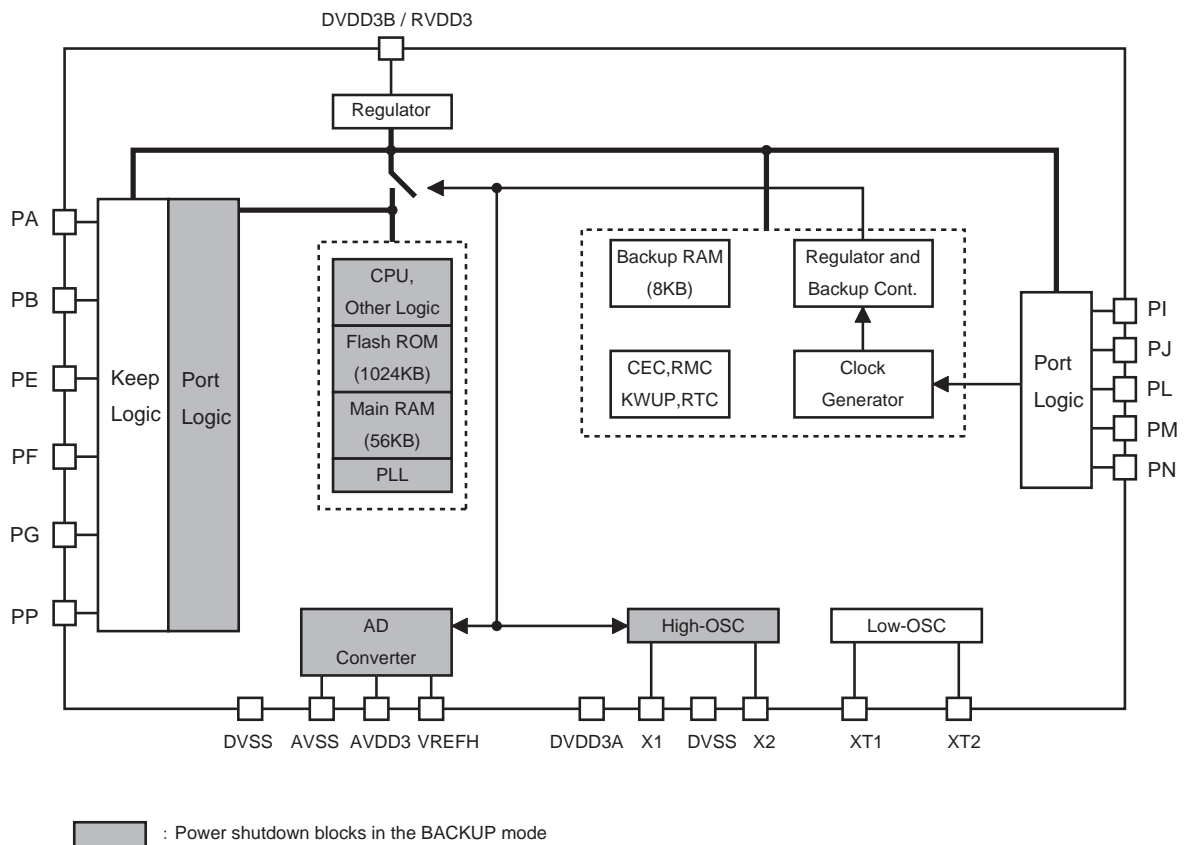 DVDD3B / RVDD3
Regulator
PA
PB
PE
PF
PG
PP
Keep
Logic
Port
Logic
CPU,
Other Logic
Flash ROM
(1024KB)
Main RAM
(56KB)
PLL
Backup RAM
(8KB)
Regulator and
Backup Cont.
CEC,RMC
KWUP,RTC
Clock
Generator
Port
Logic
PI
PJ
PL
PM
PN
AD
Converter
High-OSC
Low-OSC
DVSS
AVSS
AVDD3
VREFH
DVDD3A
X1
DVSS
X2
XT1
XT2
: Power shutdown blocks in the BACKUP mode